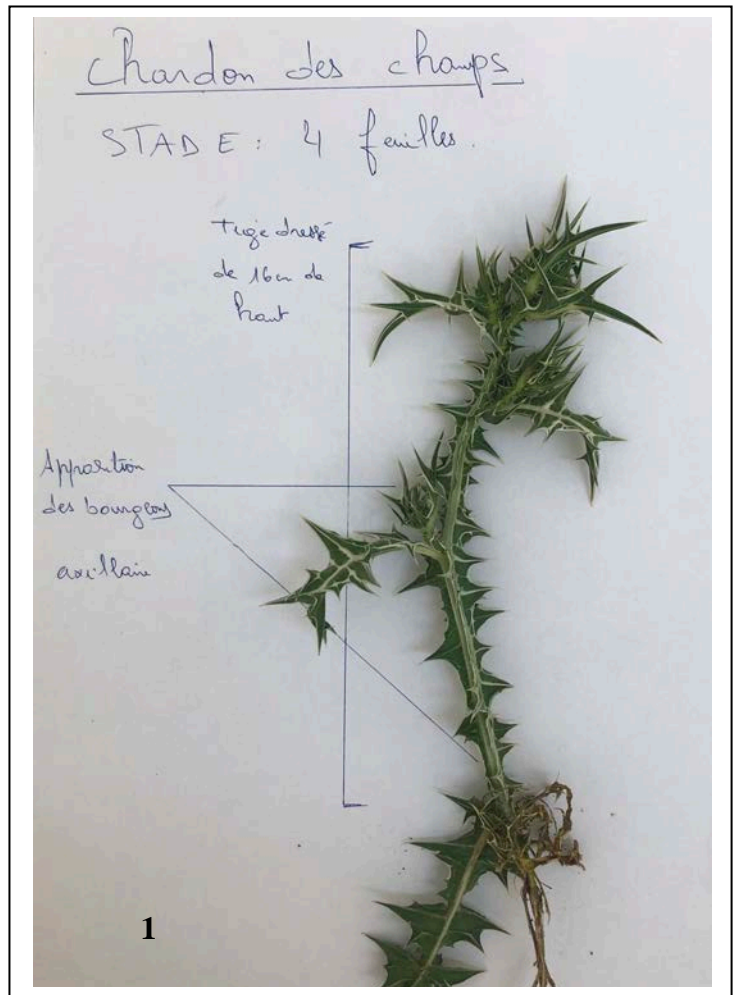 Chardon des champs
STADE : 4 feuilles.
Tige dressé
de 16cm de
haut
Apparition
des bourgeons
axillaire
1